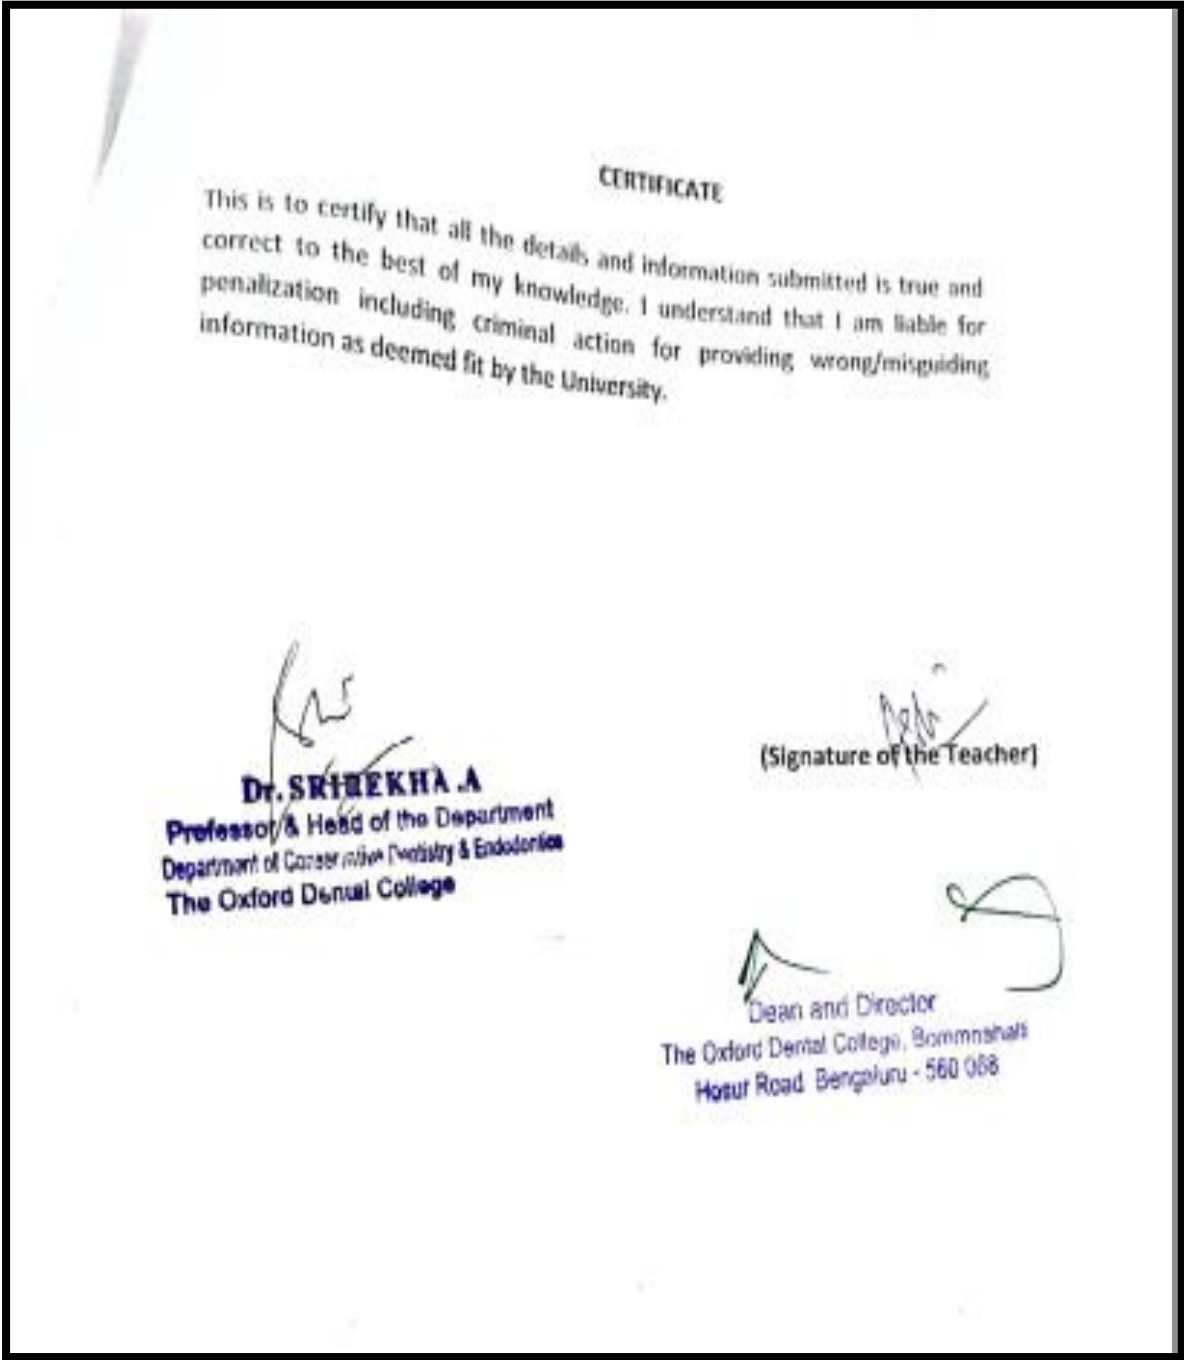 CERTIFICATE
This is to certify that all the details and information submitted is true and
correct to the best of my knowledge. I understand that I am liable for
penalization including criminal action for providing wrong/misguiding
information as deemed fit by the University.
(Signature of the Teacher)
Dr. SRIREKHA .A
Professor & Head of the Department
Department of Conservative Dentistry & Endodontics
The Oxford Dental College
Dean and Director
The Oxford Dental College, Bommnahalli
Hosur Road Bengaluru - 560 068